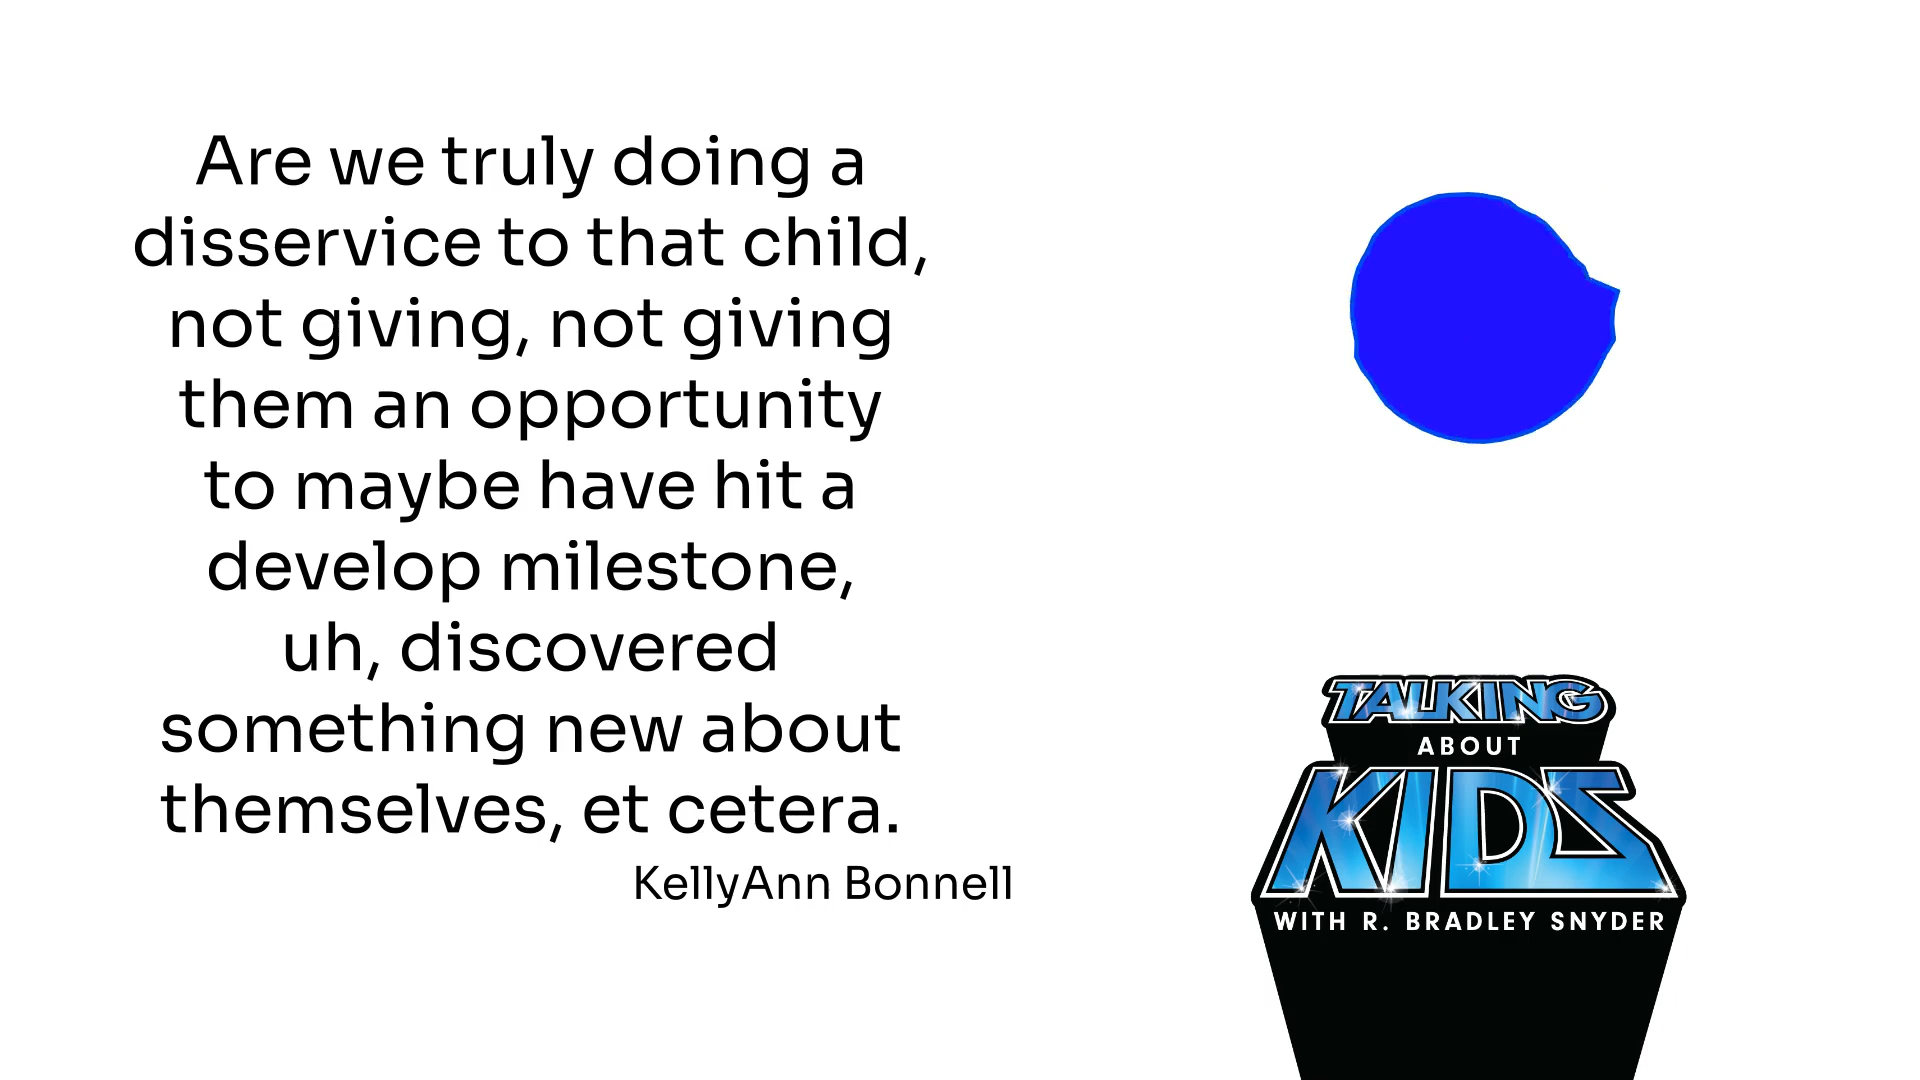 Are we truly doing a
disservice to that child,
not giving, not giving
them an opportunity
to maybe have hit a
develop milestone,
uh, discovered
something new about
themselves, et cetera.
KellyAnn Bonnell
TALKING
ABOUT
KIDS
WITH R. BRADLEY SNYDER